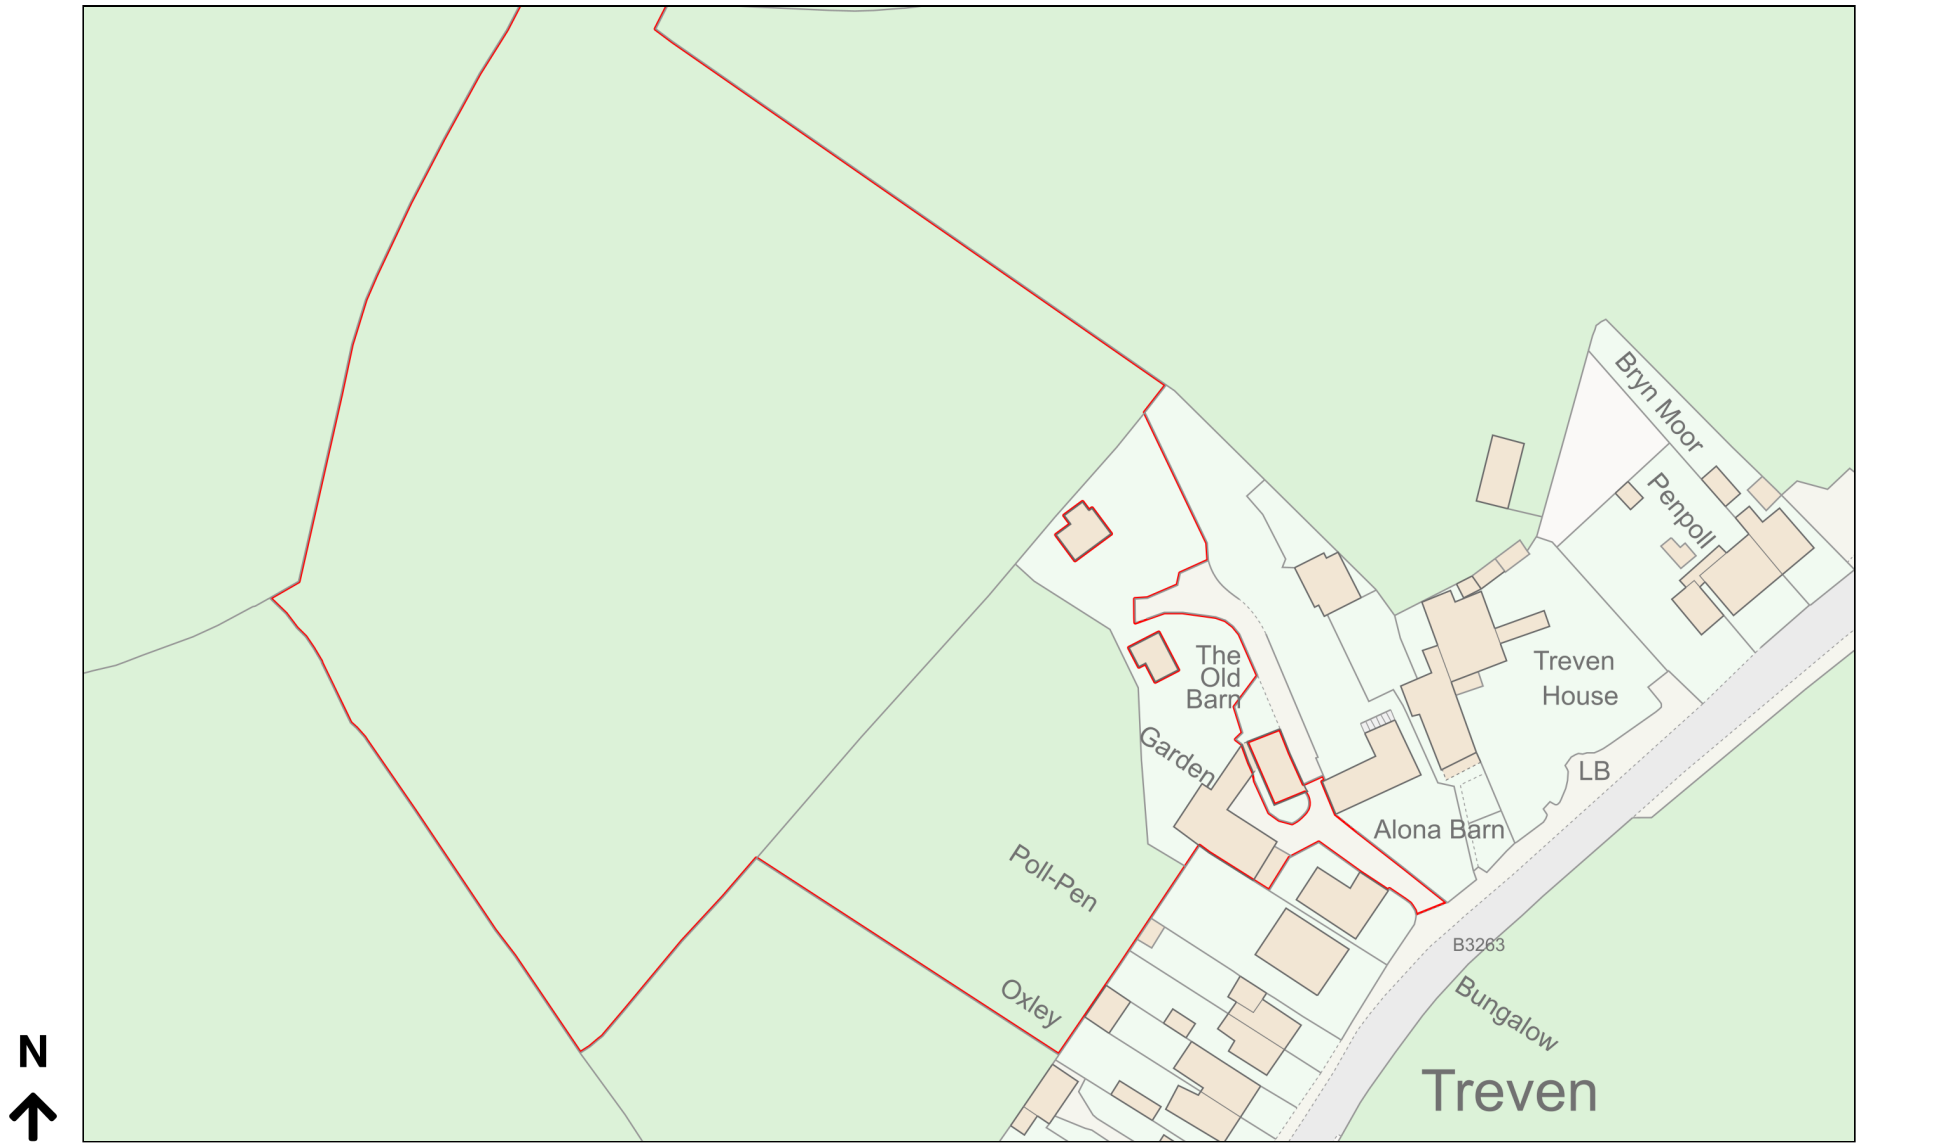 Bryn Moor
Penpoll
The
Old
Barn
Treven
House
Garden
LB
Alona Barn
Poll-Pen
B3263
Oxley
Bungalow
N
Treven